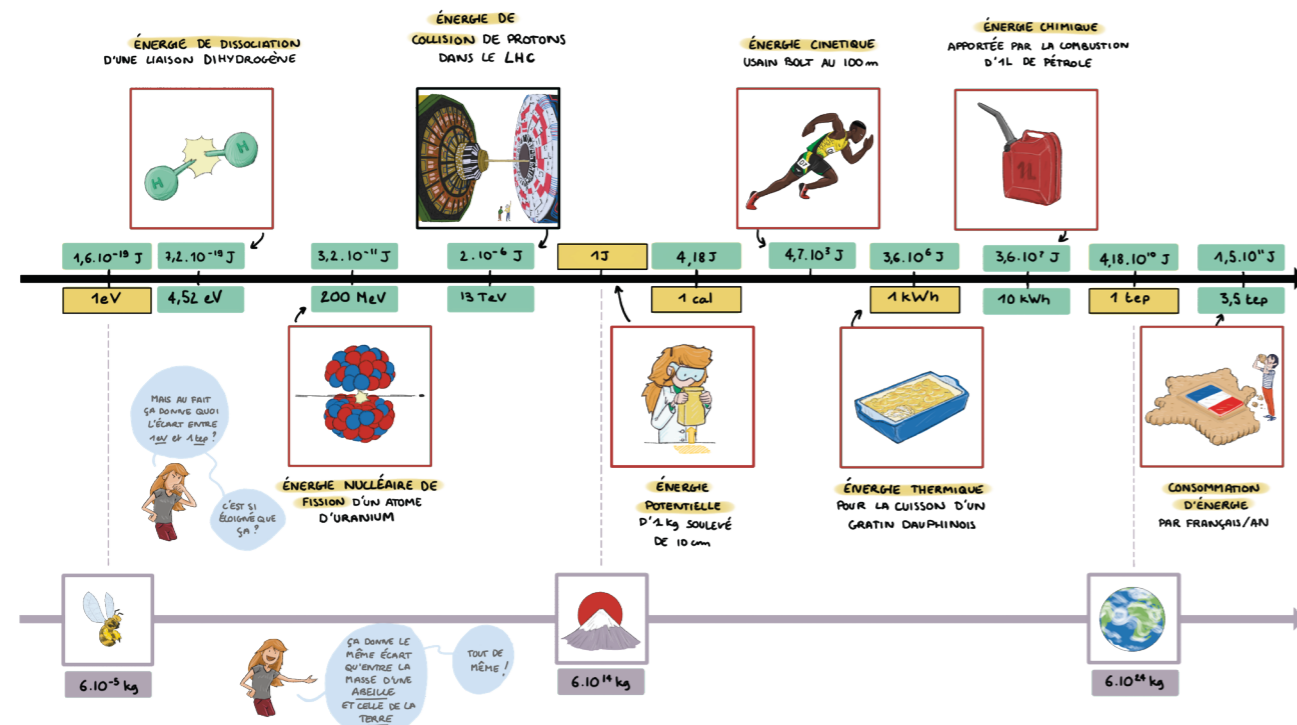 ÉNERGIE DE DISSOCIATION
D'UNE LIAISON DIHYDROGÈNE
ÉNERGIE DE
COLLISION DE PROTONS
DANS LE LHC
ÉNERGIE CINETIQUE
USAIN BOLT AU 100 m
ÉNERGIE CHIMIQUE
APPORTÉE PAR LA COMBUSTION
D'1L DE PÉTROLE
H
H
1L
1,6.10⁻¹⁹ J
7,2.10⁻¹⁹ J
3,2.10⁻¹¹ J
2.10⁻⁶ J
1J
4,18 J
4,7.10³ J
3,6.10⁶ J
3,6.10⁷ J
4,18.10¹⁰ J
1,5.10¹¹ J
1eV
4,52 eV
200 MeV
13 TeV
1 cal
1 kWh
10 kWh
1 tep
3,5 tep
MAIS AU FAIT
ÇA DONNE QUOI
L'ÉCART ENTRE
1eV et 1 tep ?
C'EST SI
ÉLOIGNÉ QUE
ÇA ?
ÉNERGIE NUCLÉAIRE DE
FISSION D'UN ATOME
D'URANIUM
ÉNERGIE
POTENTIELLE
D'1 kg SOULEVÉ
DE 10 cm
ÉNERGIE THERMIQUE
POUR LA CUISSON D'UN
GRATIN DAUPHINOIS
CONSOMMATION
D'ÉNERGIE
PAR FRANÇAIS/AN
ÇA DONNE LE
MÊME ÉCART
QU'ENTRE LA
MASSE D'UNE
ABEILLE
ET CELLE DE LA
TERRE
TOUT DE
MÊME !
6.10⁻⁵ kg
6.10¹⁴ kg
6.10²⁴ kg